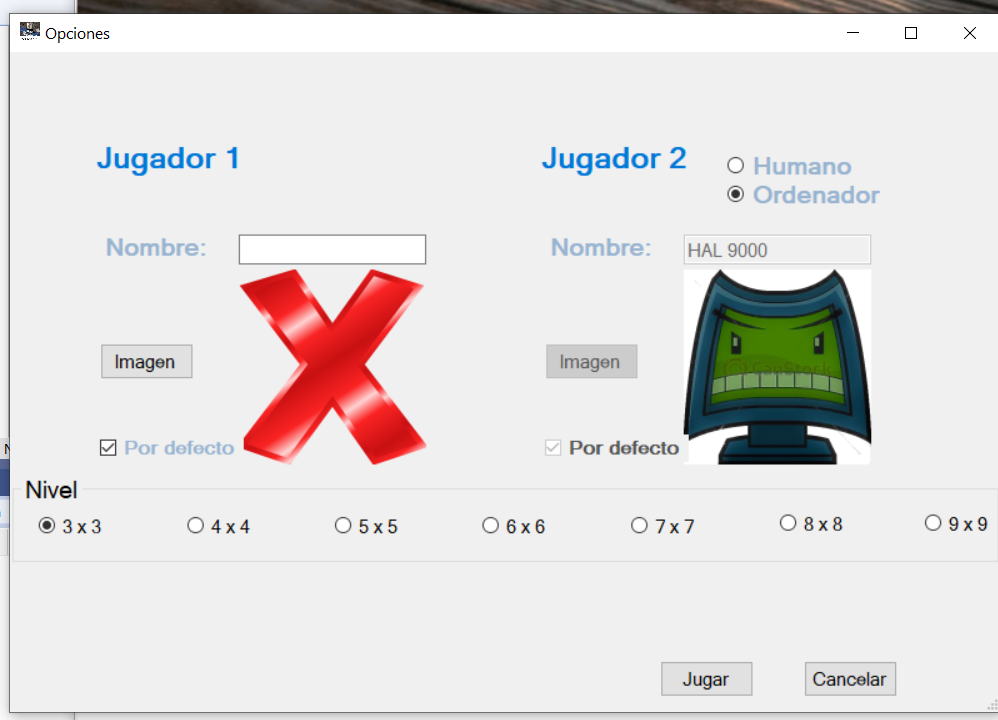 Opciones
Jugador 1
Jugador 2
Humano
Ordenador
Nombre:
Nombre: HAL 9000
Imagen
Imagen
Por defecto
Por defecto
Nivel
3 x 3 4 x 4 5 x 5 6 x 6 7 x 7 8 x 8 9 x 9
Jugar Cancelar